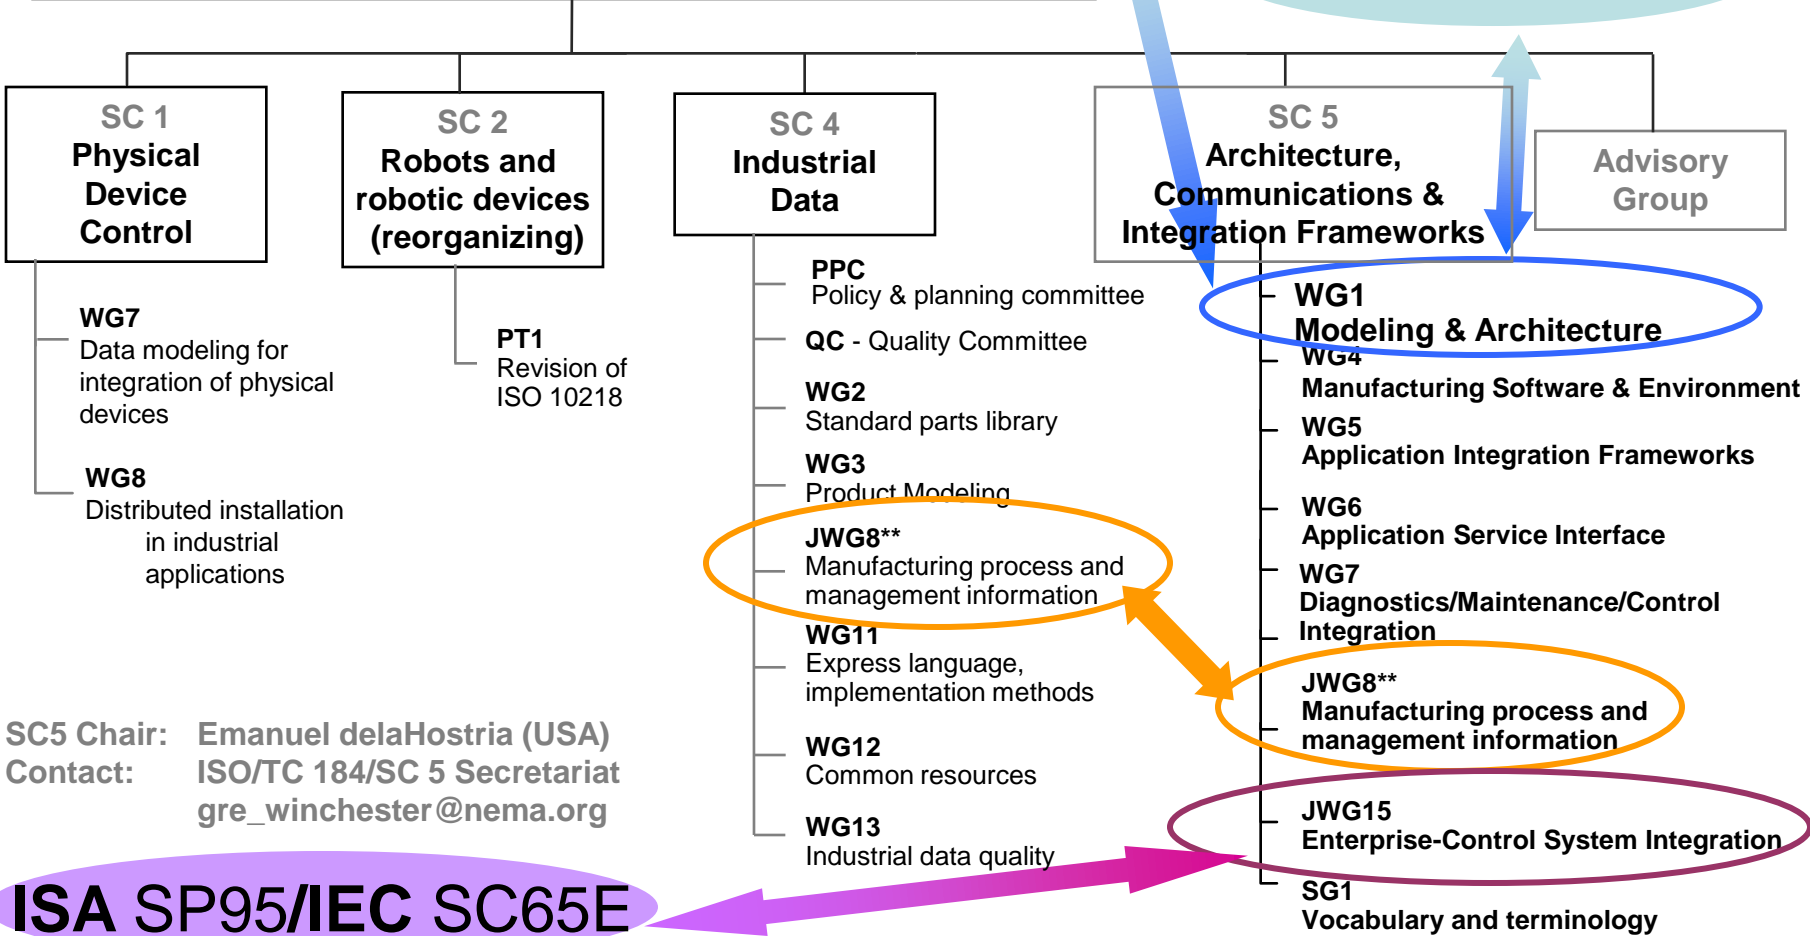 SC 1
Physical
Device
Control
WG7
Data modeling for
integration of physical
devices
WG8
Distributed installation
in industrial
applications
SC 2
Robots and
robotic devices
(reorganizing)
PT1
Revision of
ISO 10218
SC 4
Industrial
Data
PPC
Policy & planning committee
QC - Quality Committee
WG2
Standard parts library
WG3
Product Modeling
JWG8**
Manufacturing process and
management information
WG11
Express language,
implementation methods
WG12
Common resources
WG13
Industrial data quality
SC 5
Architecture,
Communications &
Integration Frameworks
WG1
Modeling & Architecture
WG4
Manufacturing Software & Environment
WG5
Application Integration Frameworks
WG6
Application Service Interface
WG7
Diagnostics/Maintenance/Control
Integration
JWG8**
Manufacturing process and
management information
JWG15
Enterprise-Control System Integration
SG1
Vocabulary and terminology
Advisory
Group
SC5 Chair: Emanuel delaHostria (USA)
Contact: ISO/TC 184/SC 5 Secretariat
gre_winchester@nema.org
ISA SP95/IEC SC65E